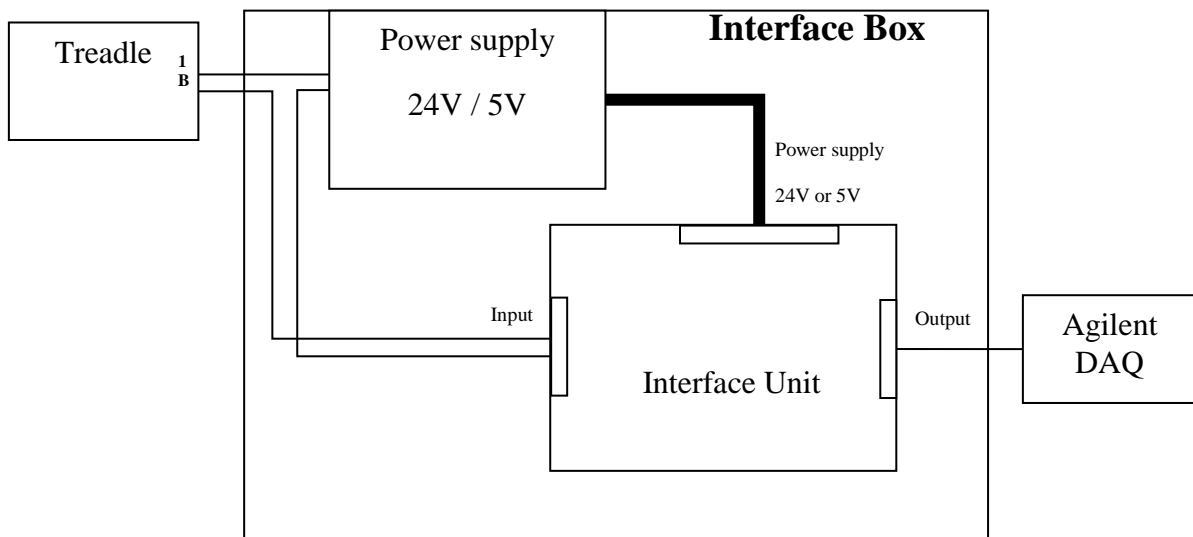 Interface Box
Treadle
1
B
Power supply
24V / 5V
Power supply
24V or 5V
Input
Output
Interface Unit
Agilent
DAQ